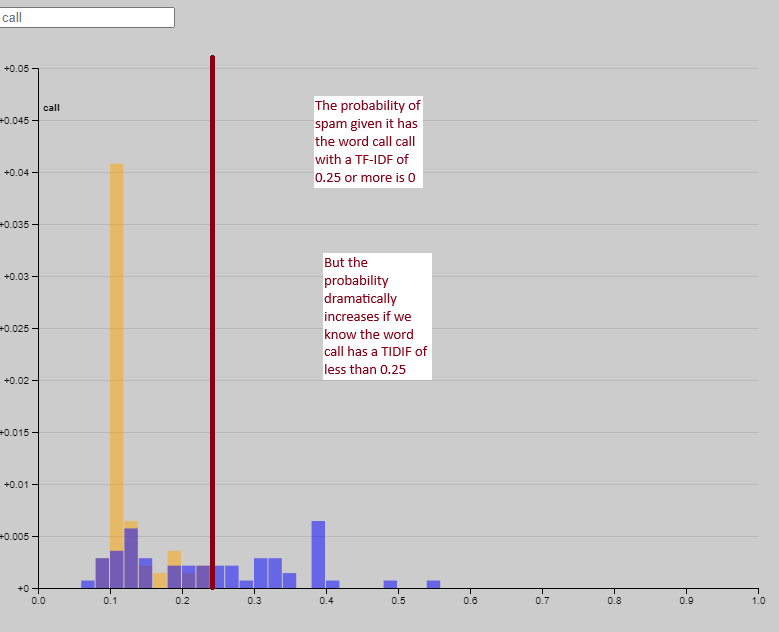 call
+0.05
call
+0.045
+0.04
+0.035
+0.03
+0.025
+0.02
+0.015
+0.01
+0.005
+0
The probability of
spam given it has
the word call call
with a TF-IDF of
0.25 or more is 0
But the
probability
dramatically
increases if we
know the word
call has a TIDIF of
less than 0.25
0.0 0.1 0.2 0.3 0.4 0.5 0.6 0.7 0.8 0.9 1.0